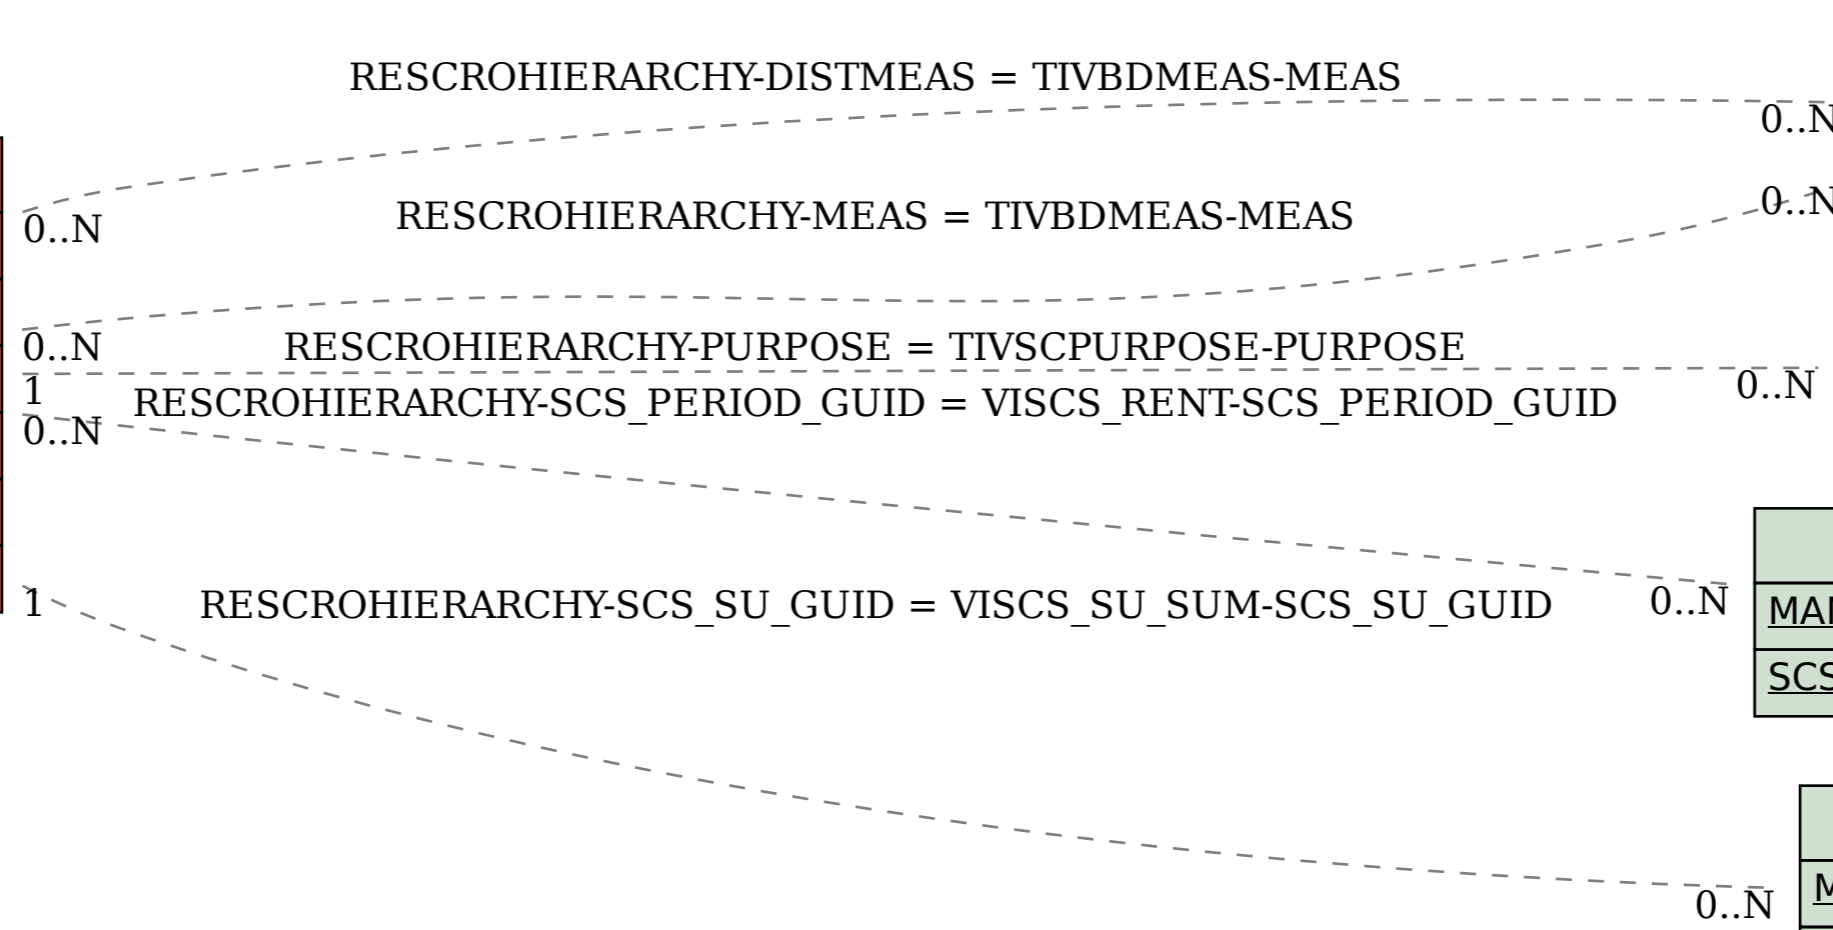 RESCROHIERARCHY-DISTMEAS = TIVBDMEAS-MEAS
0..N
0..N
RESCROHIERARCHY-MEAS = TIVBDMEAS-MEAS
0..N
0..N
RESCROHIERARCHY-PURPOSE = TIVSCPURPOSE-PURPOSE
1
0..N
RESCROHIERARCHY-SCS_PERIOD_GUID = VISCS_RENT-SCS_PERIOD_GUID
0..N
0..N
1
RESCROHIERARCHY-SCS_SU_GUID = VISCS_SU_SUM-SCS_SU_GUID
SCS
0..N